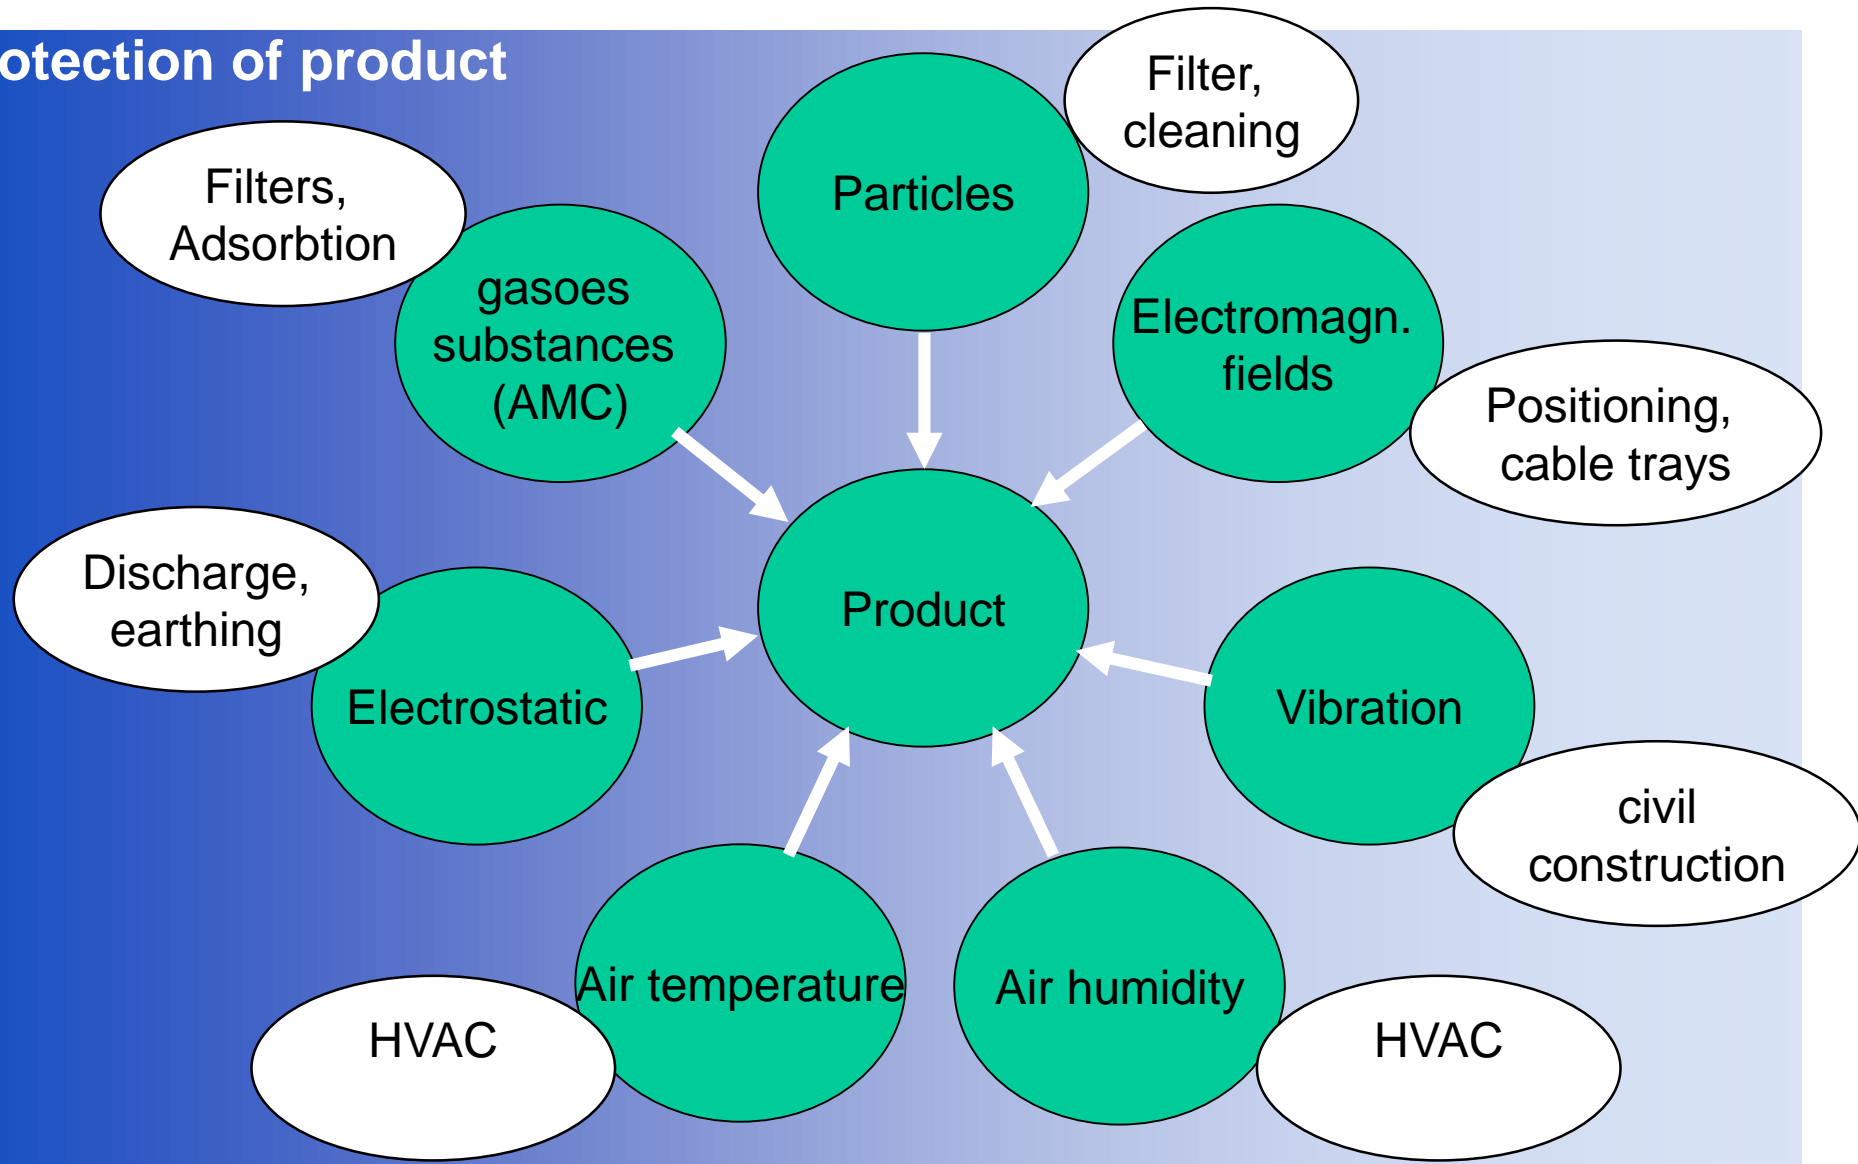 otection of product
Filter,
cleaning
Particles
Filters,
Adsorbtion
gasoes
substances
(AMC)
Electromagn.
fields
Positioning,
cable trays
Discharge,
earthing
Product
Electrostatic
Vibration
civil
construction
Air temperature
Air humidity
HVAC
HVAC